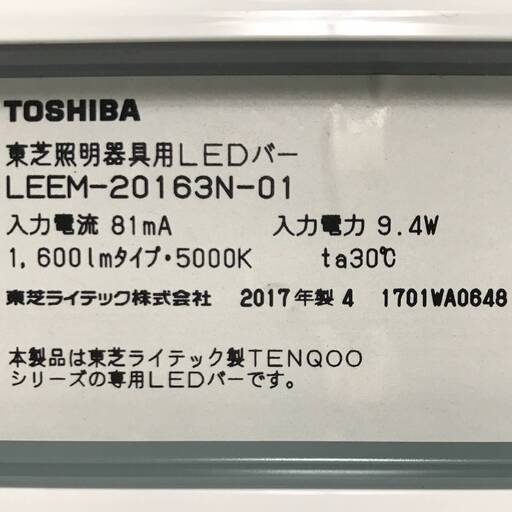 TOSHIBA
東芝照明器具用LEDバー
LEEM-20163N-01
入力電流 81mA 入力電力 9.4W
1,600lmタイプ・5000K ta30℃
東芝ライテック株式会社 2017年製4 1701WA0648
本製品は東芝ライテック製TENQOO
シリーズの専用LEDバーです。